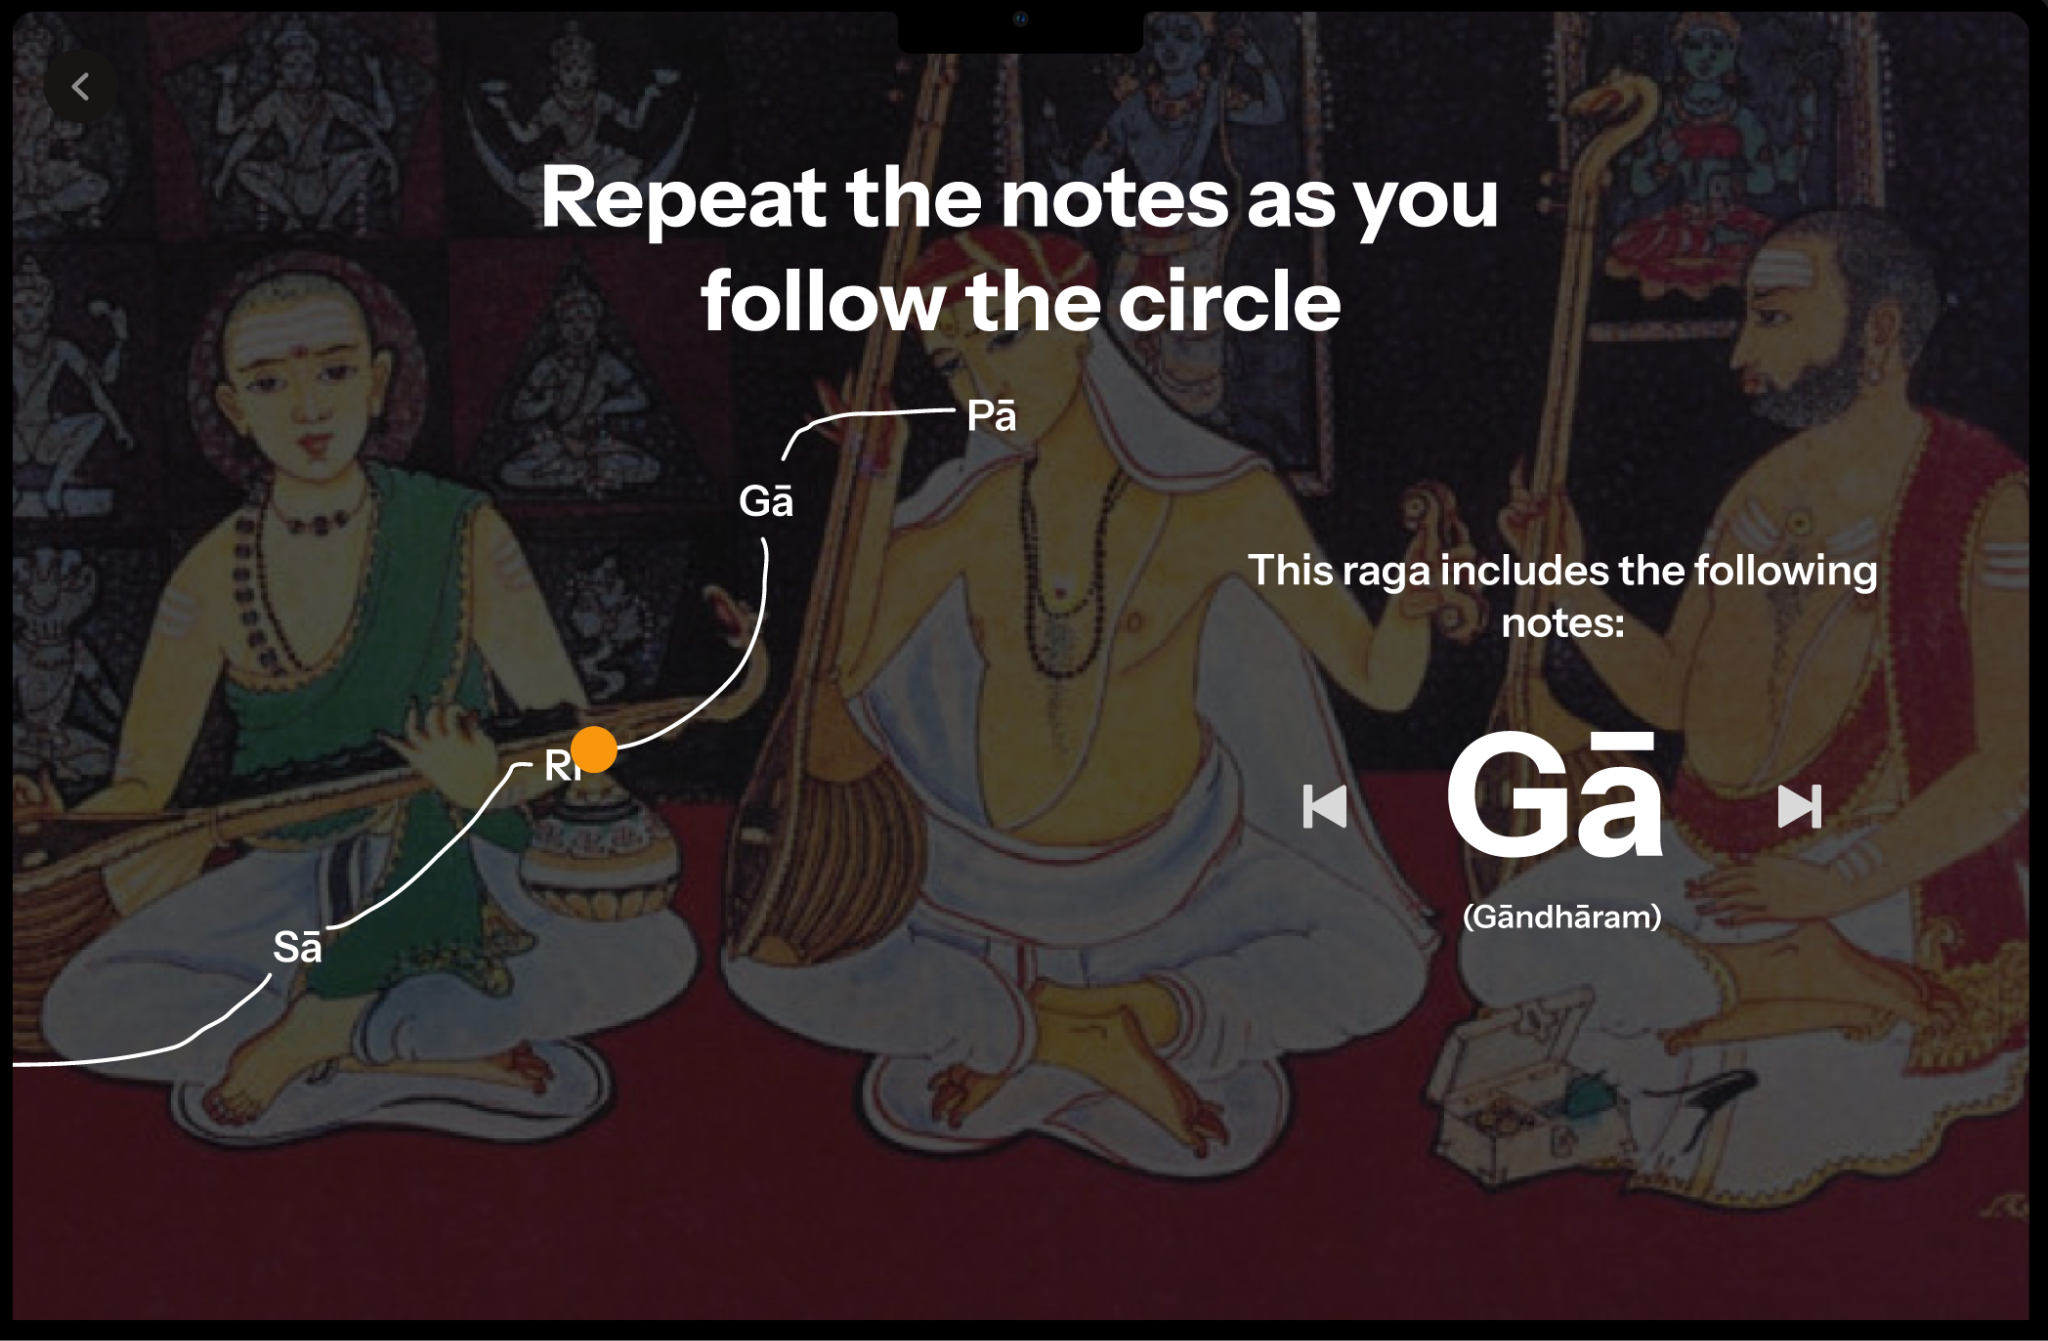 Repeat the notes as you
follow the circle
Pā
Gā
This raga includes the following
notes:
Gā
(Gāndhāram)
Sā